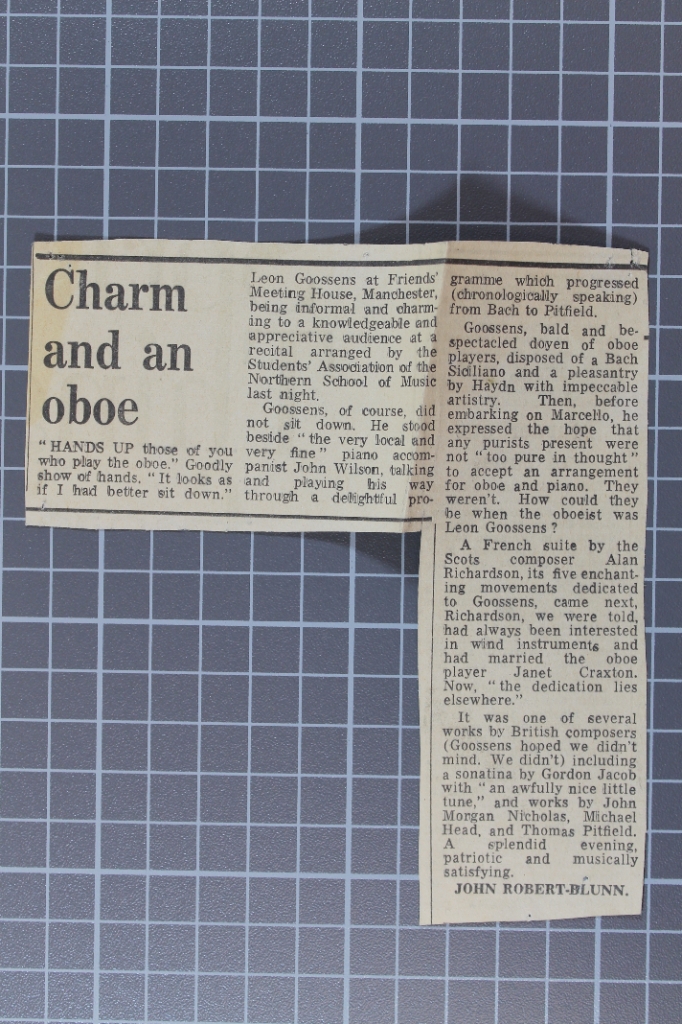 Charm
and an
oboe
"HANDS UP those of you
who play the oboe." Goodly
show of hands. "It looks as
if I had better sit down."
Leon Goossens at Friends'
Meeting House, Manchester,
being informal and charm-
ing to a knowledgeable and
appreciative audience at a
recital arranged by the
Students' Association of the
Northern School of Music
last night.
Goossens, of course, did
not sit down. He stood
beside "the very local and
very fine" piano accom-
panist John Wilson, talking
and playing his way
through a delightful pro-
gramme which progressed
(chronologically speaking)
from Bach to Pitfield.
Goossens, bald and be-
spectacled doyen of oboe
players, disposed of a Bach
Siciliano and a pleasantry
by Haydn with impeccable
artistry. Then, before
embarking on Marcello, he
expressed the hope that
any purists present were
not "too pure in thought"
to accept an arrangement
for oboe and piano. They
weren't. How could they
be when the oboeist was
Leon Goossens?
A French suite by the
Scots composer Alan
Richardson, its five enchant-
ing movements dedicated
to Goossens, came next,
Richardson, we were told,
had always been interested
in wind instruments and
had married the oboe
player Janet Craxton.
Now, "the dedication lies
elsewhere."
It was one of several
works by British composers
(Goossens hoped we didn't
mind. We didn't) including
a sonatina by Gordon Jacob
with "an awfully nice little
tune," and works by John
Morgan Nicholas, Michael
Head, and Thomas Pitfield.
A splendid evening,
patriotic and musically
satisfying.
JOHN ROBERT-BLUNN.